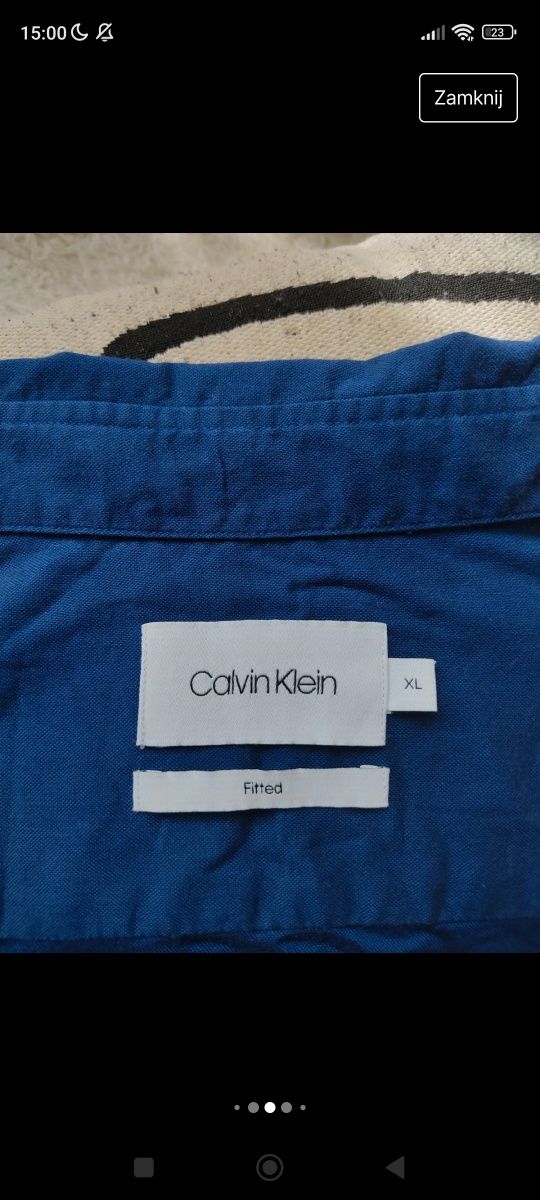 15:00
23
Zamknij
Calvin Klein
XL
Fitted